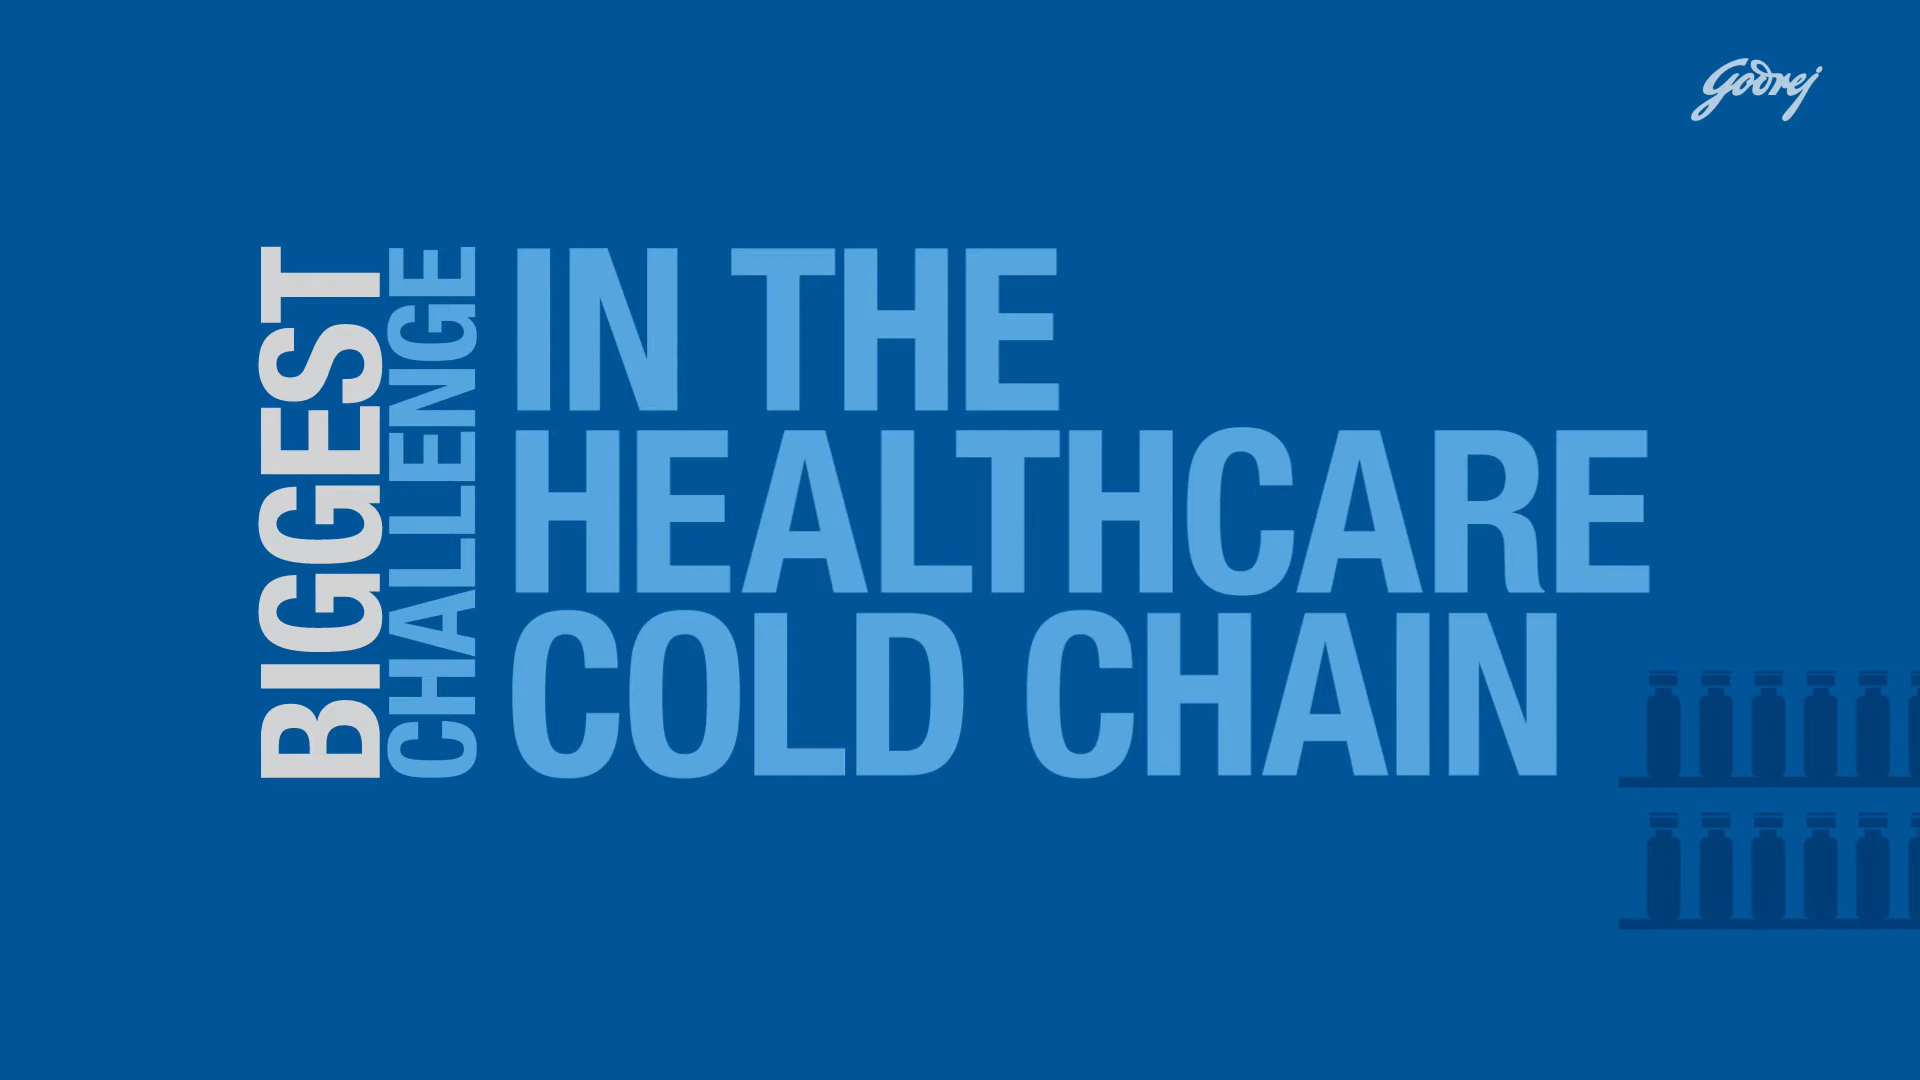 Godrej
BIGGEST
CHALLENGE
IN THE
HEALTHCARE
COLD CHAIN